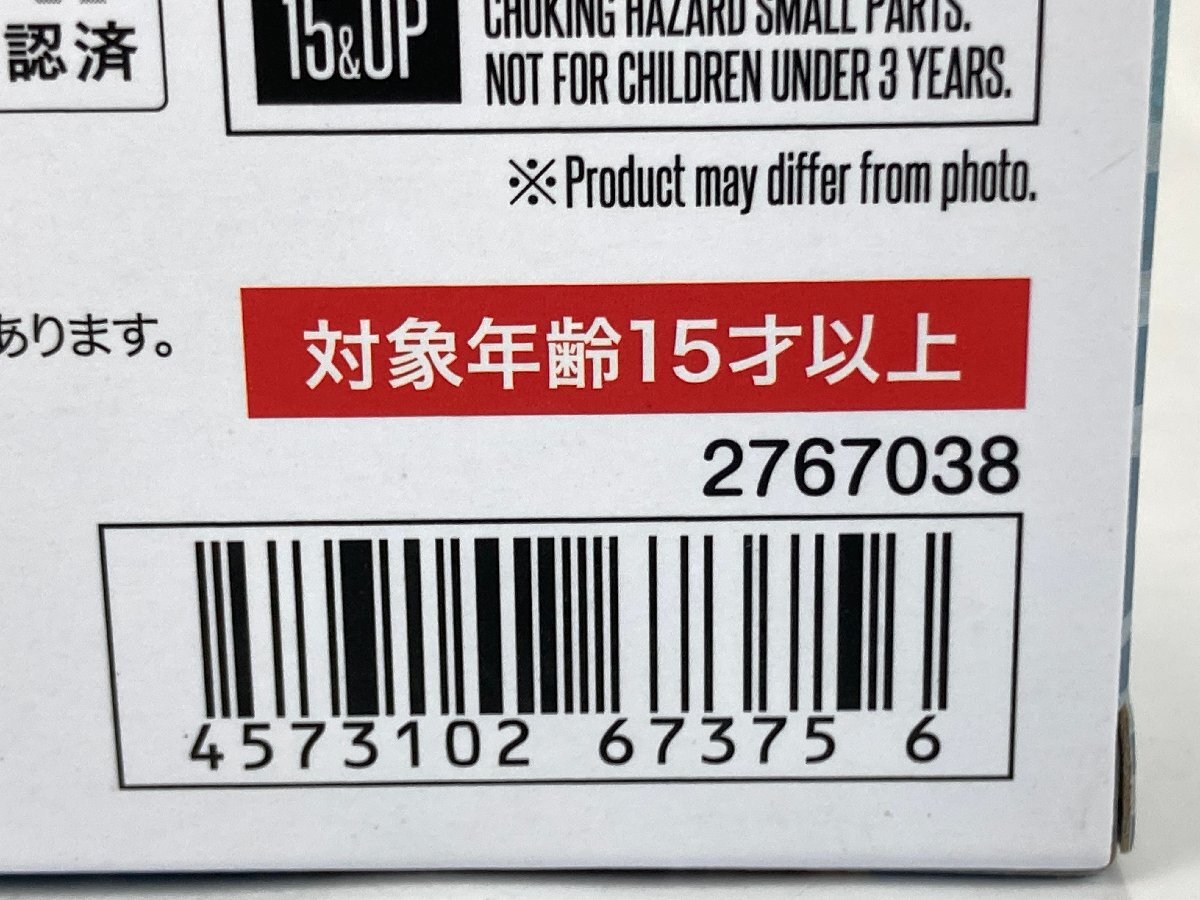 認済
15&UP
CHOKING HAZARD SMALL PARTS.
NOT FOR CHILDREN UNDER 3 YEARS.
※Product may differ from photo.
あります。
対象年齢15才以上
2767038
4573102 67375 6